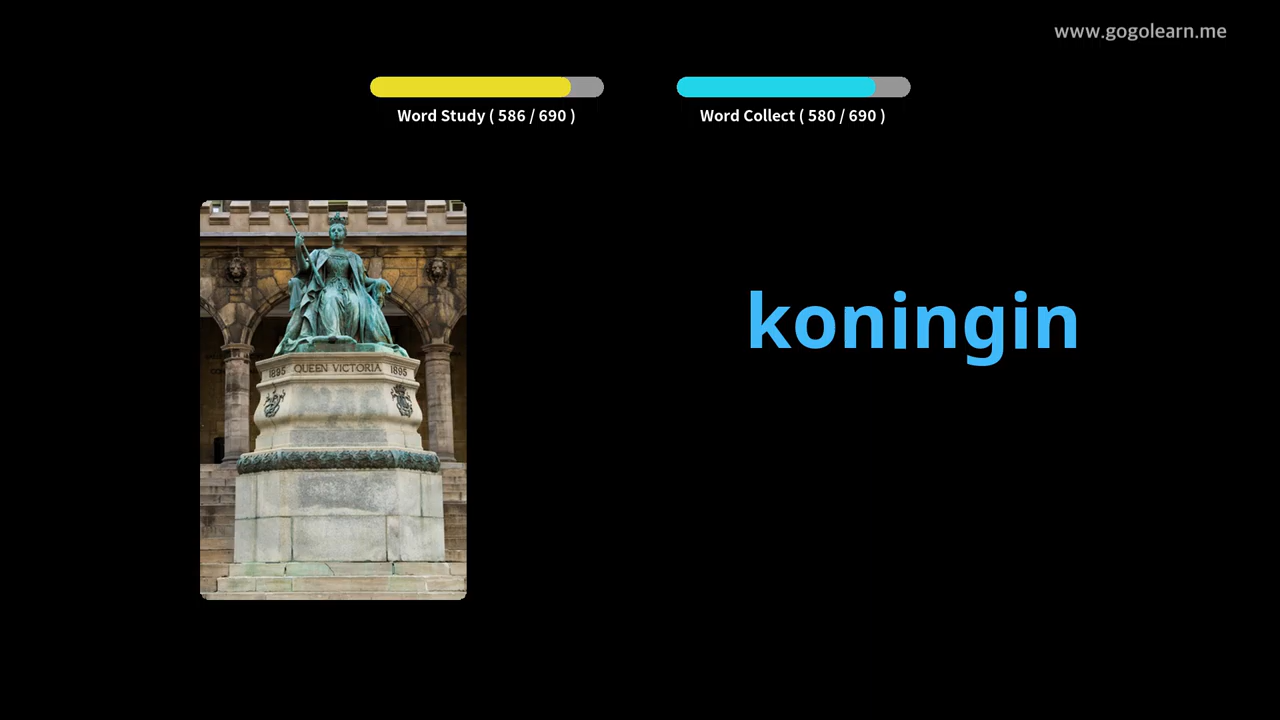 www.gogolearn.me
Word Study ( 586 / 690 )
Word Collect ( 580 / 690 )
koningin
1895 QUEEN VICTORIA 1895